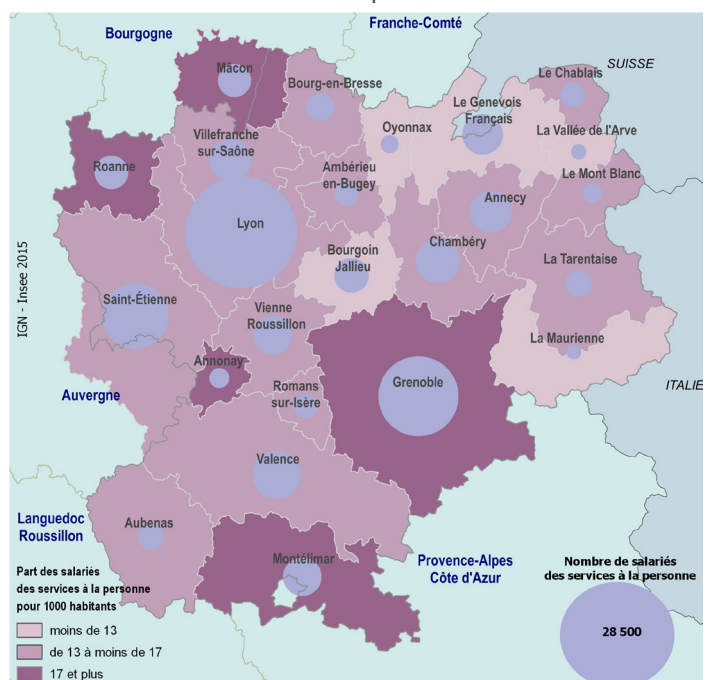 Franche-Comté
Bourgogne
SUISSE
Mâcon
Le Chablais
Bourg-en-Bresse
Le Genevois
Français
Oyonnax
La Vallée de l'Arve
Villefranche
sur-Saône
Roanne
Ambérieu
en-Bugey
Le Mont Blanc
Annecy
Lyon
Chambéry
Bourgoin
Jallieu
La Tarentaise
IGN - Insee 2015
Saint-Étienne
Vienne
Roussillon
La Maurienne
Annonay
Grenoble
ITALIE
Romans
sur-Isère
Auvergne
Valence
Languedoc
Roussillon
Aubenas
Montélimar
Provence-Alpes
Côte d'Azur
Part des salariés
des services à la personne
pour 1000 habitants
moins de 13
de 13 à moins de 17
17 et plus
Nombre de salariés
des services à la personne
28 500